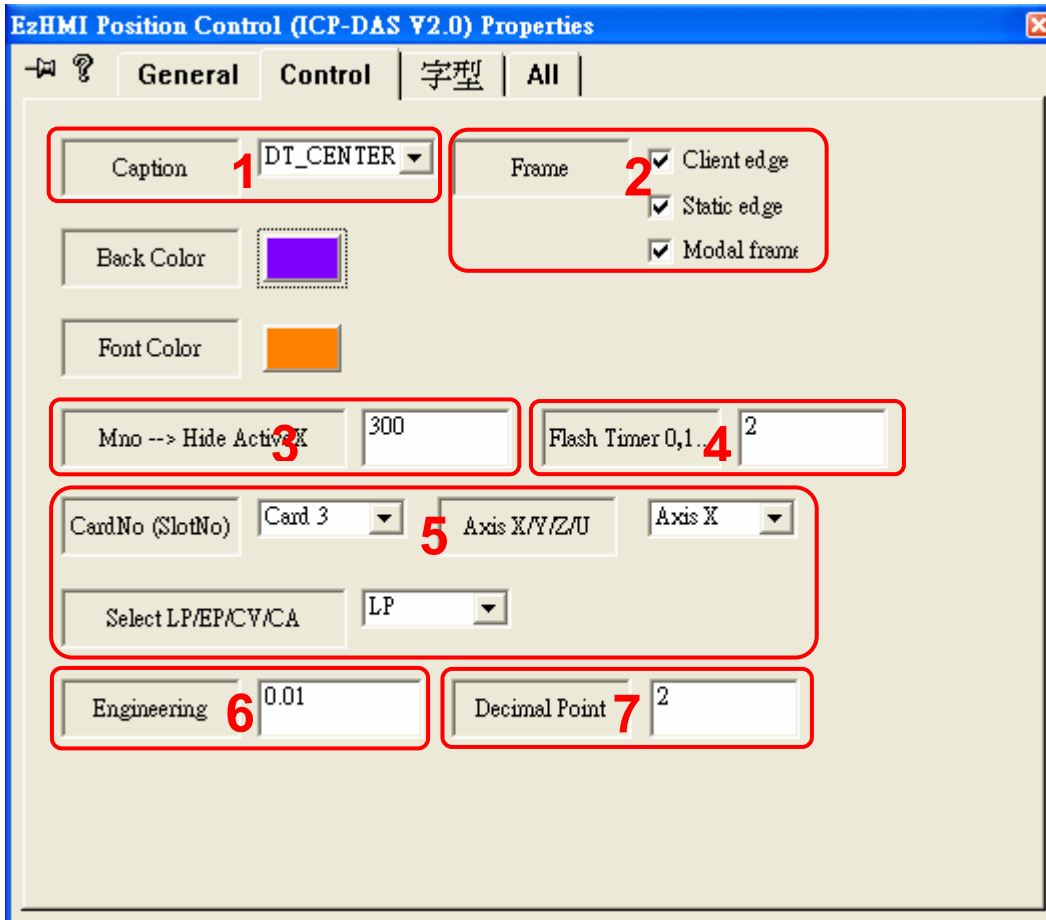 EzHMI Position Control (ICP-DAS V2.0) Properties
General Control 字型 All
Caption 1 DT_CENTER Frame 2 Client edge
Static edge
Modal frame
Back Color
Font Color
Mno --> Hide ActiveX 3 300 Flash Timer 0,1.. 4 2
CardNo (SlotNo) Card 3 5 Axis X/Y/Z/U Axis X
Select LP/EP/CV/CA LP
Engineering 6 0.01 Decimal Point 7 2